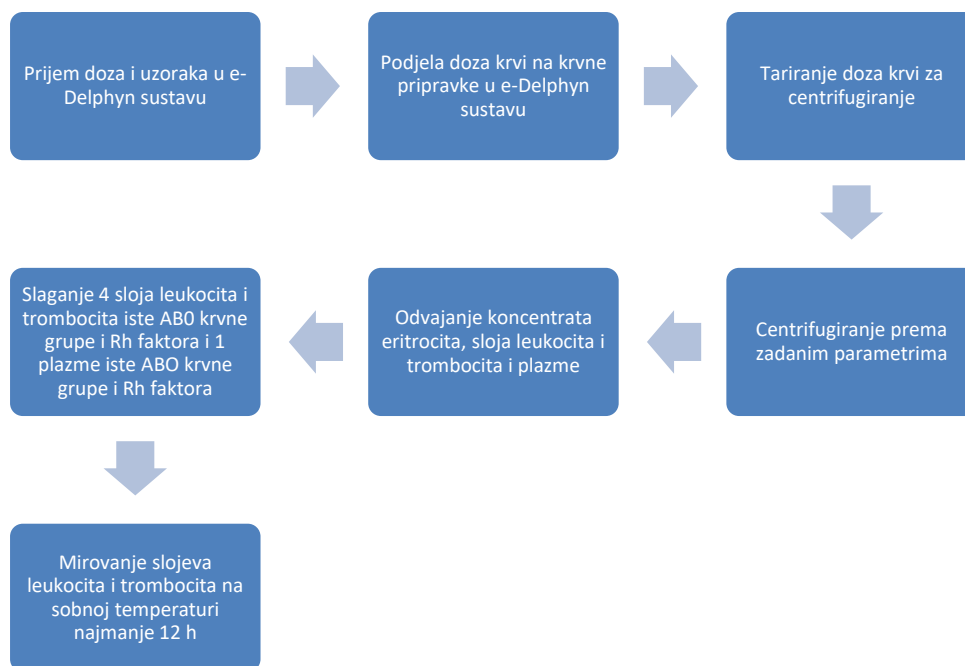 Prijem doza i uzoraka u e-
Delphyn sustavu
Podjela doza krvi na krvne
pripravke u e-Delphyn
sustavu
Tariranje doza krvi za
centrifugiranje
Centrifugiranje prema
zadanim parametrima
Odvajanje koncentrata
eritrocita, sloja leukocita i
trombocita i plazme
Slaganje 4 sloja leukocita i
trombocita iste AB0 krvne
grupe i Rh faktora i 1
plazme iste ABO krvne
grupe i Rh faktora
Mirovanje slojeva
leukocita i trombocita na
sobnoj temperaturi
najmanje 12 h